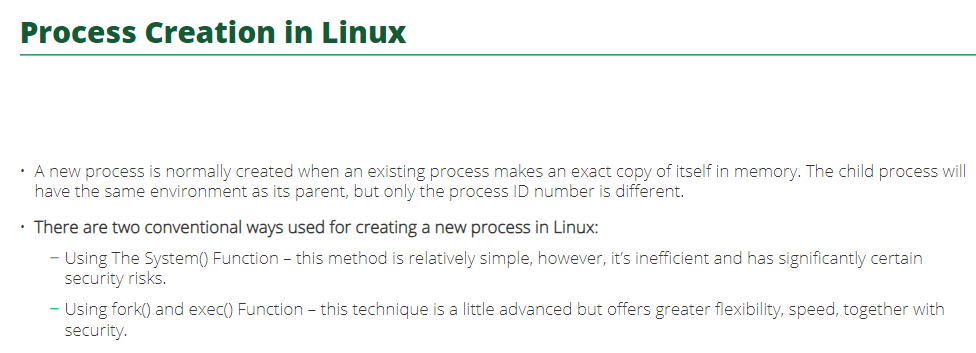 Process Creation in Linux
• A new process is normally created when an existing process makes an exact copy of itself in memory. The child process will
have the same environment as its parent, but only the process ID number is different.
• There are two conventional ways used for creating a new process in Linux:
– Using The System() Function – this method is relatively simple, however, it's inefficient and has significantly certain
security risks.
– Using fork() and exec() Function – this technique is a little advanced but offers greater flexibility, speed, together with
security.